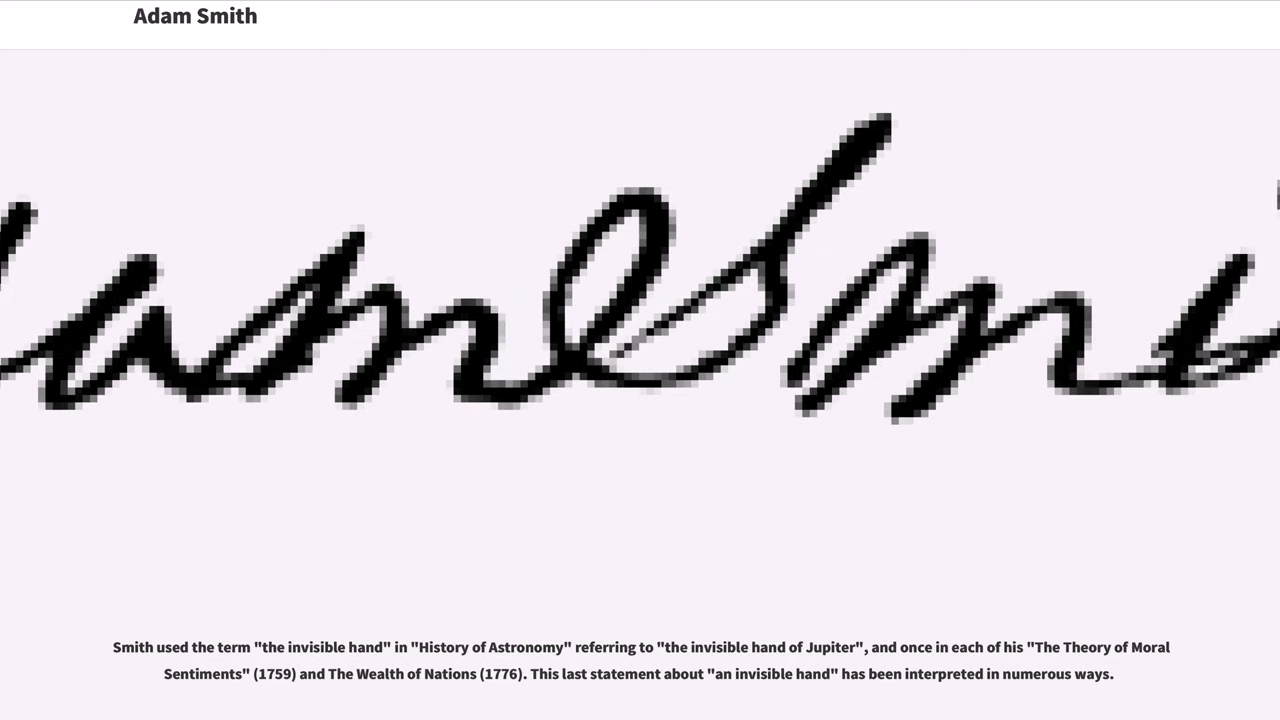 Adam Smith
am Smi
Smith used the term "the invisible hand" in "History of Astronomy" referring to "the invisible hand of Jupiter", and once in each of his "The Theory of Moral
Sentiments" (1759) and The Wealth of Nations (1776). This last statement about "an invisible hand" has been interpreted in numerous ways.